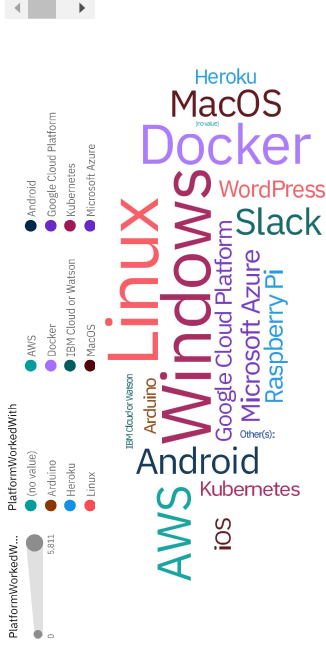 PlatformWorkedW...
0
5,811
PlatformWorkedWith
(no value)
AWS
Android
Arduino
Docker
Google Cloud Platform
Heroku
IBM Cloud or Watson
Kubernetes
Linux
MacOS
Microsoft Azure
Heroku
MacOS
(no value)
Docker
WordPress
Slack
Linux
Windows
Google Cloud Platform
Microsoft Azure
Raspberry Pi
IBM Cloud or Watson
Arduino
Other(s):
Android
Kubernetes
AWS
iOS